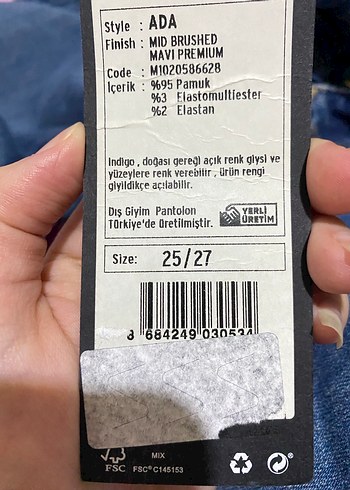 Style : ADA
Finish : MID BRUSHED
MAVI PREMIUM
Code : M1020586628
İçerik : %95 Pamuk
%3 Elastomultiester
%2 Elastan
Indigo , doğası gereği açık renk giysi ve
yüzeylere renk verebilir , ürün rengi
giyildikçe açılabilir.
Dış Giyim Pantolon
Türkiye'de üretilmiştir.
YERLİ
ÜRETİM
Size: 25/27
8 684249 030534
FSC
MIX
FSC® C145153